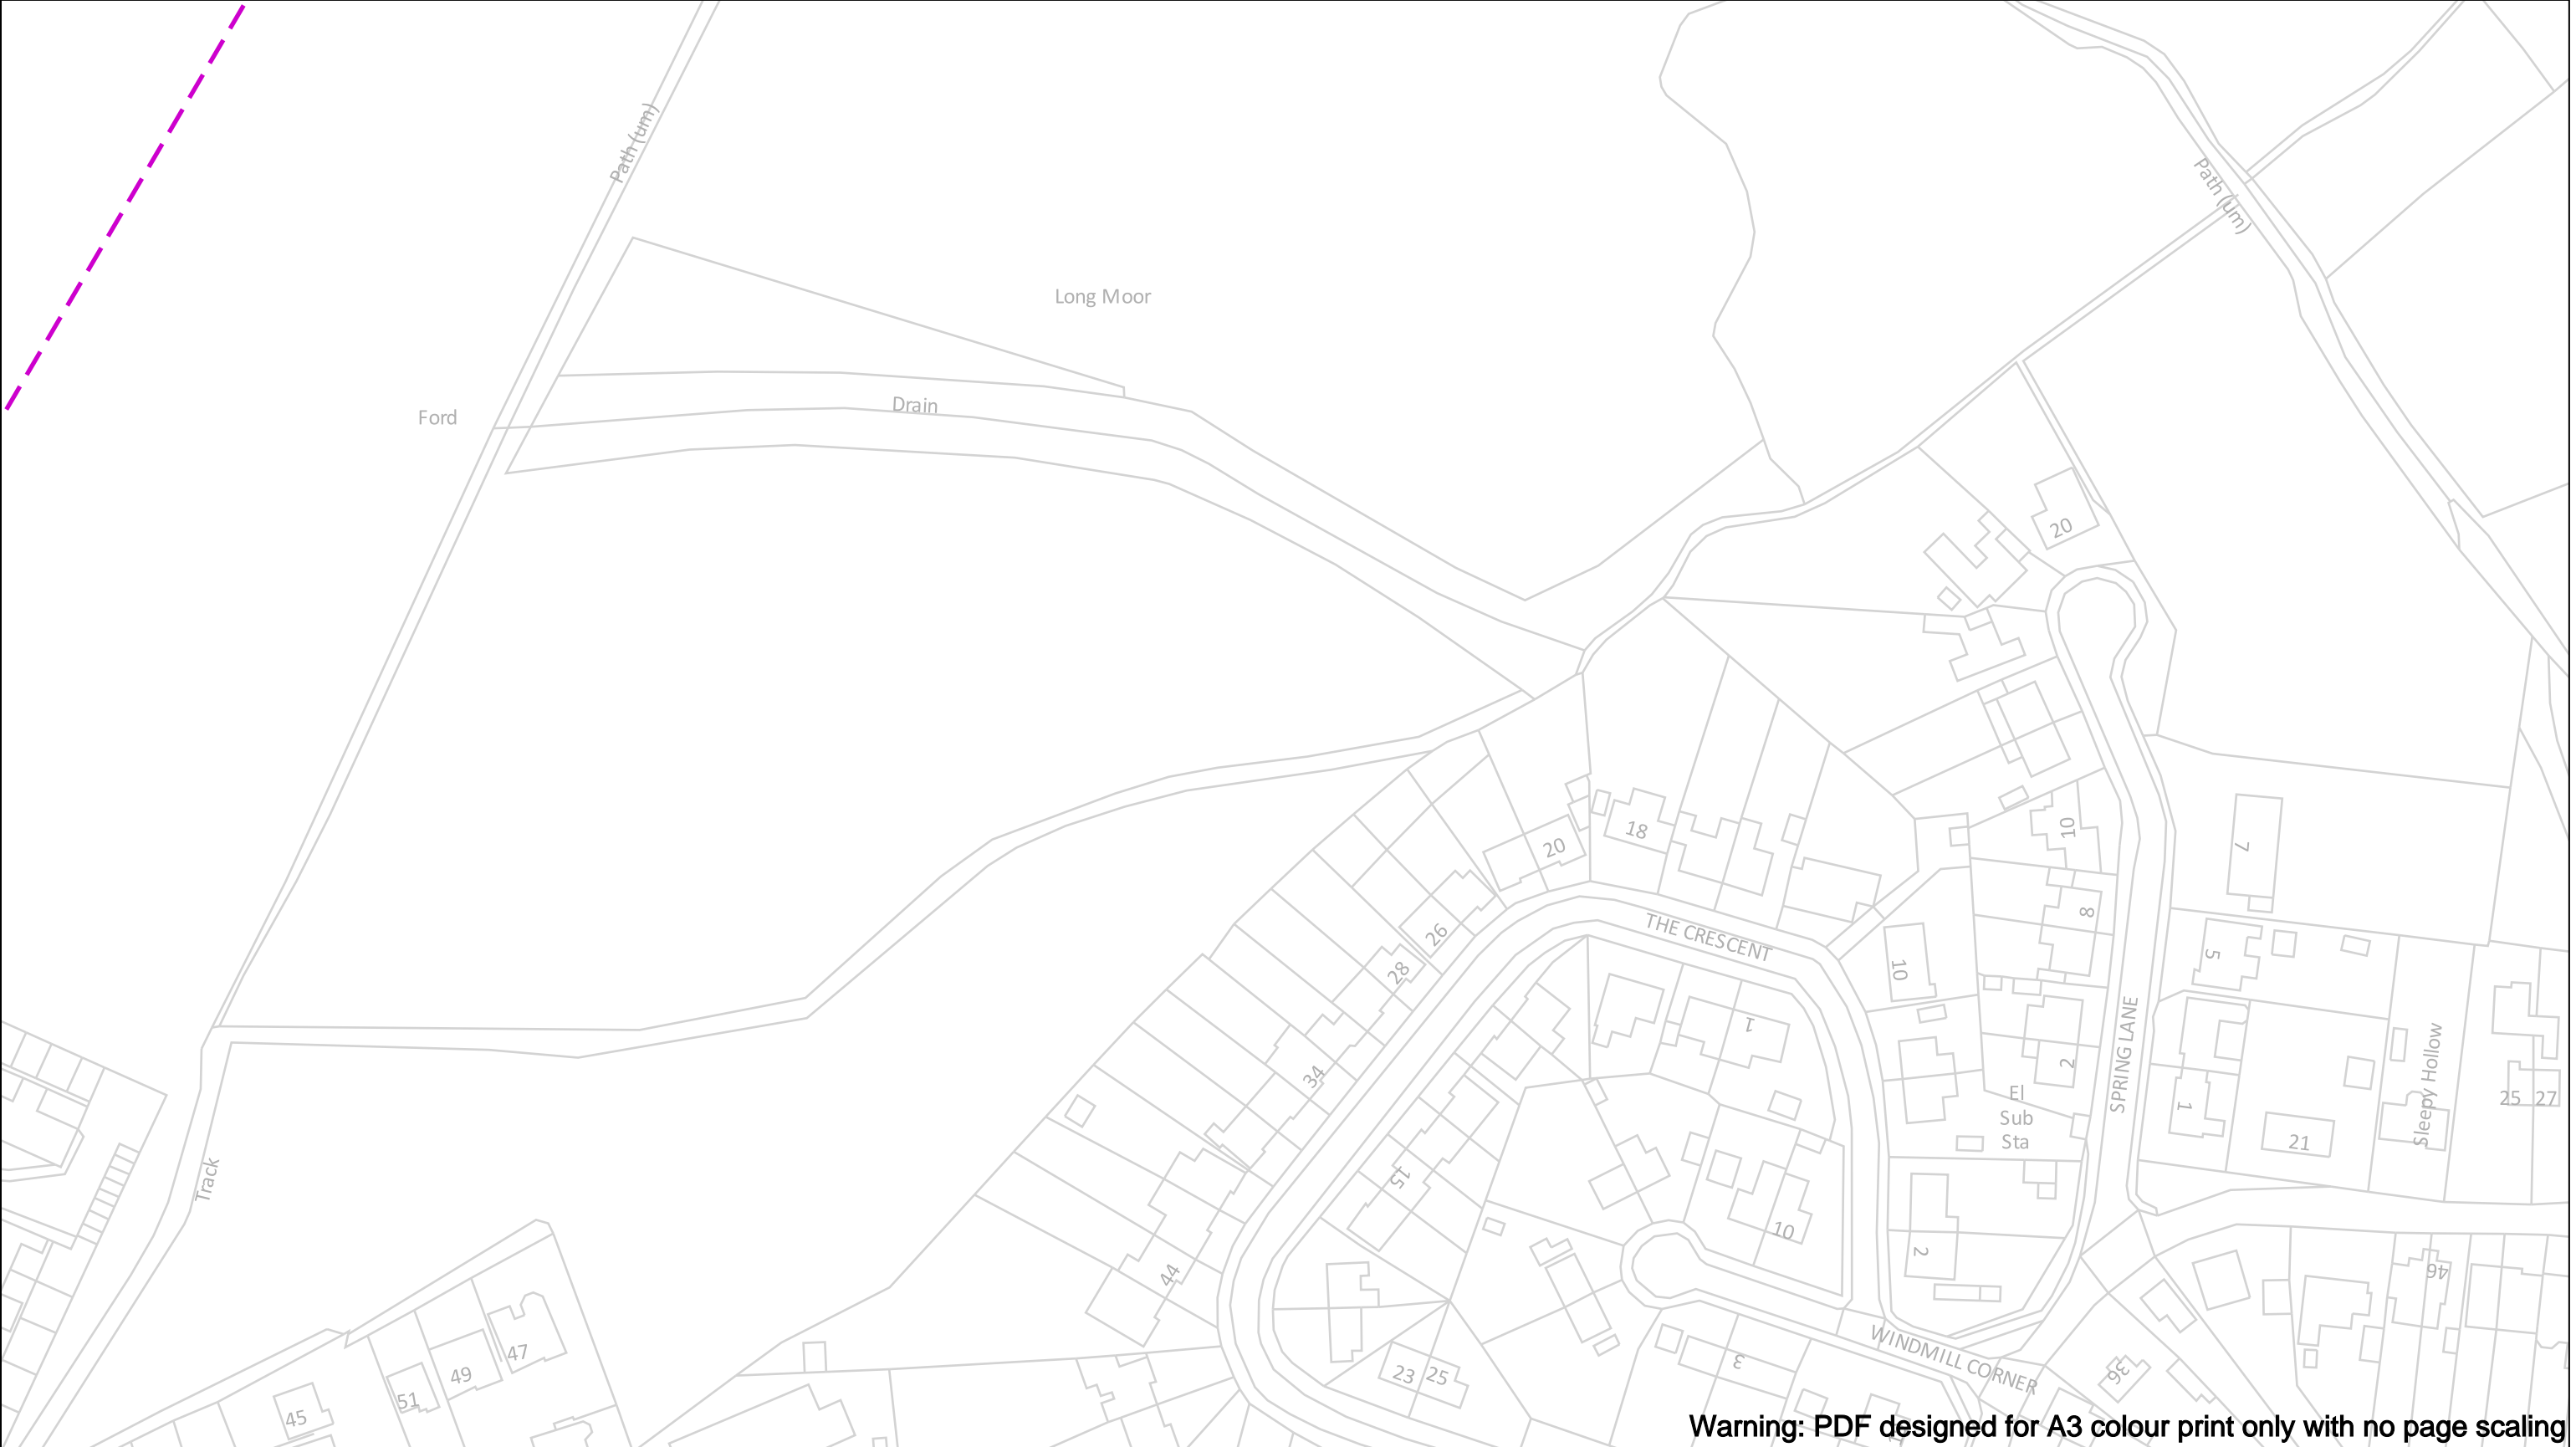 Path (um)
Path (um)
Long Moor
Drain
Ford
20
20
18
26
28
34
44
THE CRESCENT
10
8
10
2
7
5
1
1
SPRING LANE
El
Sub
Sta
21
Sleepy Hollow
25
27
Track
15
10
2
46
WINDMILL CORNER
3
36
23
25
47
49
51
45
Warning: PDF designed for A3 colour print only with no page scaling